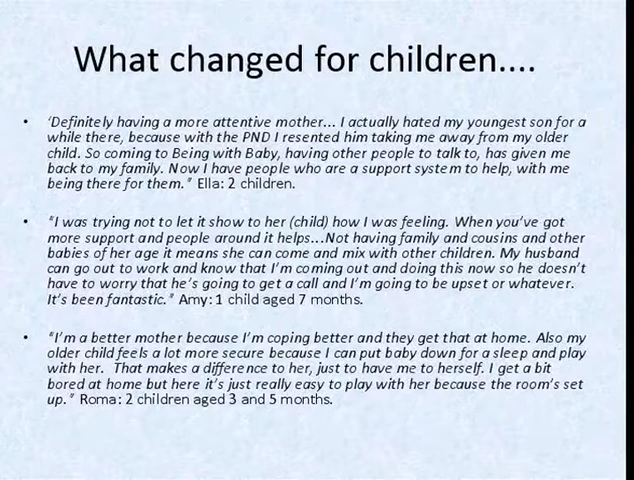 What changed for children....
• 'Definitely having a more attentive mother... I actually hated my youngest son for a
while there, because with the PND I resented him taking me away from my older
child. So coming to Being with Baby, having other people to talk to, has given me
back to my family. Now I have people who are a support system to help, with me
being there for them." Ella: 2 children.
• "I was trying not to let it show to her (child) how I was feeling. When you've got
more support and people around it helps...Not having family and cousins and other
babies of her age it means she can come and mix with other children. My husband
can go out to work and know that I'm coming out and doing this now so he doesn't
have to worry that he's going to get a call and I'm going to be upset or whatever.
It's been fantastic." Amy: 1 child aged 7 months.
• "I'm a better mother because I'm coping better and they get that at home. Also my
older child feels a lot more secure because I can put baby down for a sleep and play
with her.  That makes a difference to her, just to have me to herself. I get a bit
bored at home but here it's just really easy to play with her because the room's set
up." Roma: 2 children aged 3 and 5 months.